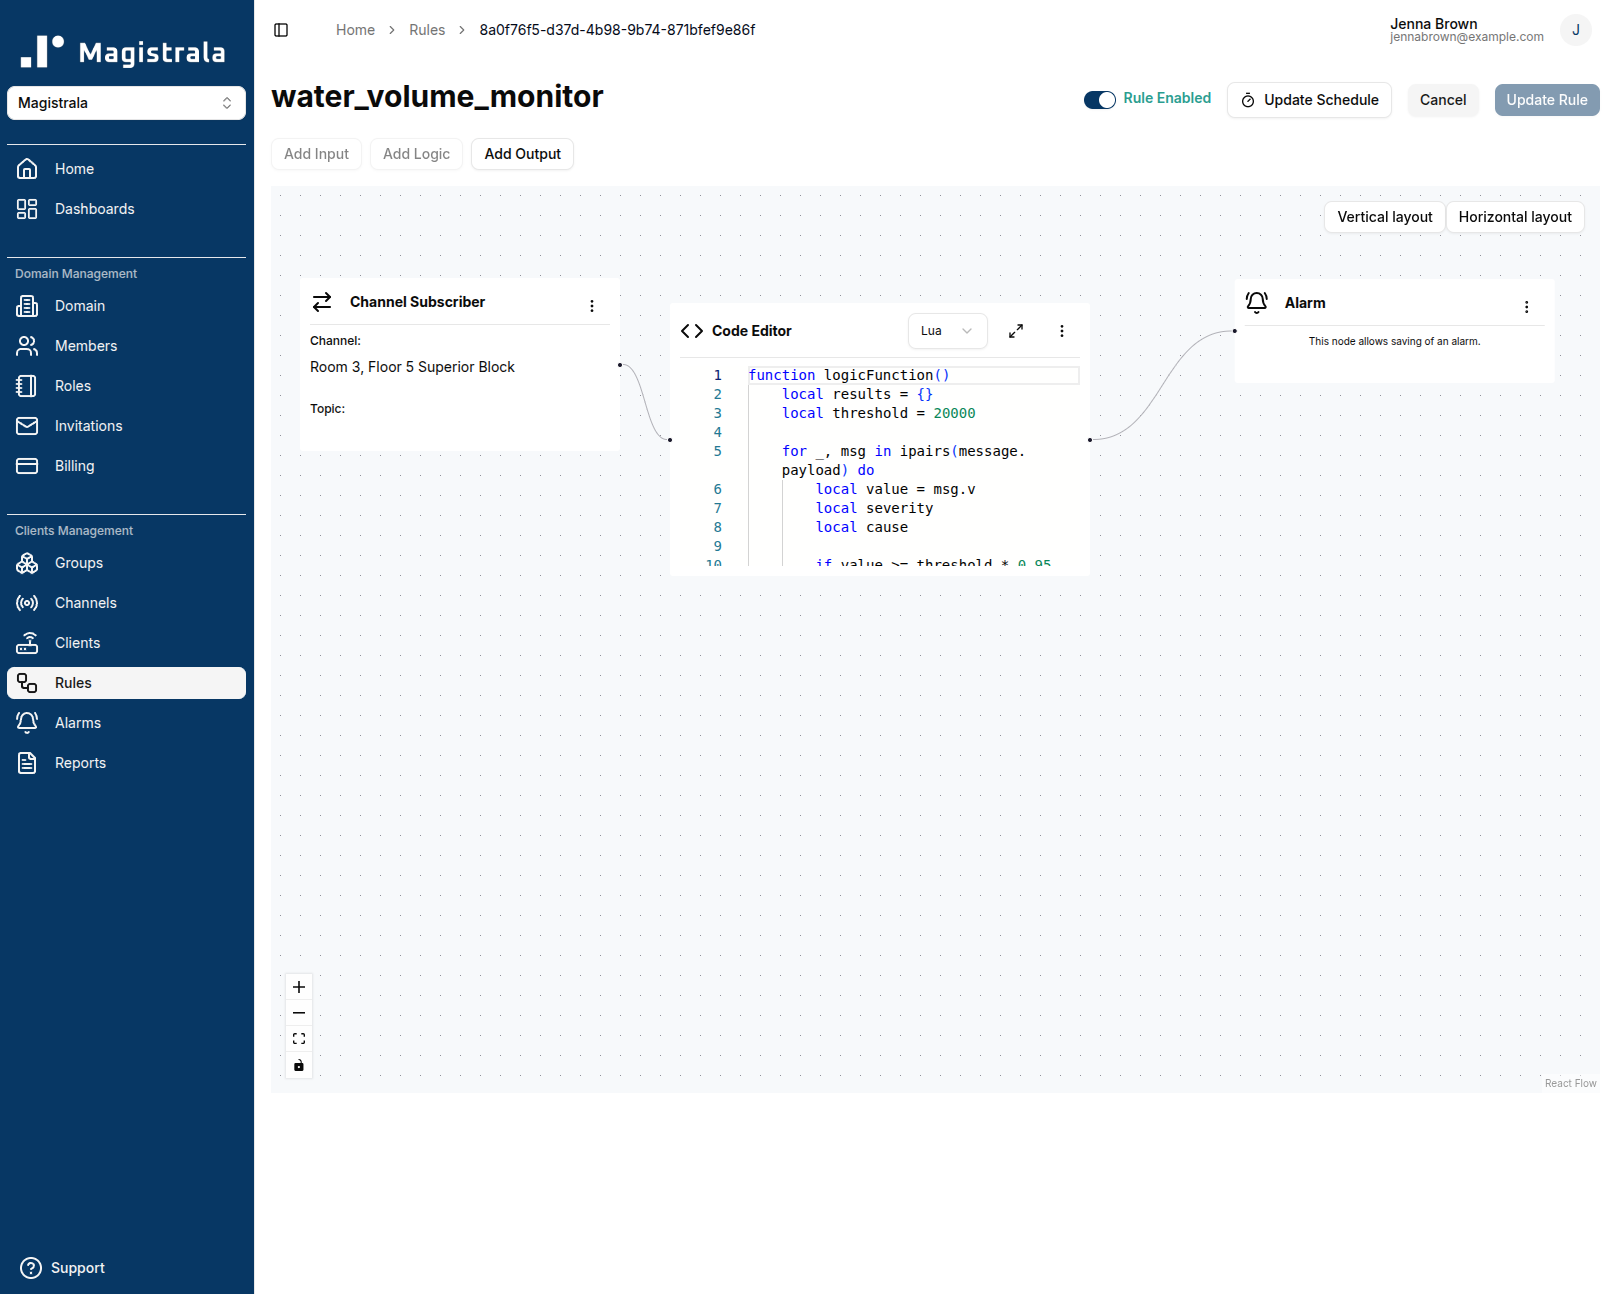 Magistrala
Magistrala
Home
Dashboards
Domain Management
Domain
Members
Roles
Invitations
Billing
Clients Management
Groups
Channels
Clients
Rules
Alarms
Reports
Support
Home > Rules > 8a0f76f5-d37d-4b98-9b74-871bfef9e86f
Jenna Brown
jennabrown@example.com
J
water_volume_monitor
Rule Enabled
Update Schedule
Cancel
Update Rule
Add Input
Add Logic
Add Output
Vertical layout
Horizontal layout
Channel Subscriber
Channel:
Room 3, Floor 5 Superior Block
Topic:
Code Editor
Lua
1 function logicFunction()
2 local results = {}
3 local threshold = 20000
4
5 for _, msg in ipairs(message.
payload) do
6 local value = msg.v
7 local severity
8 local cause
9
10 if value >= threshold * 0.95
Alarm
This node allows saving of an alarm.
React Flow